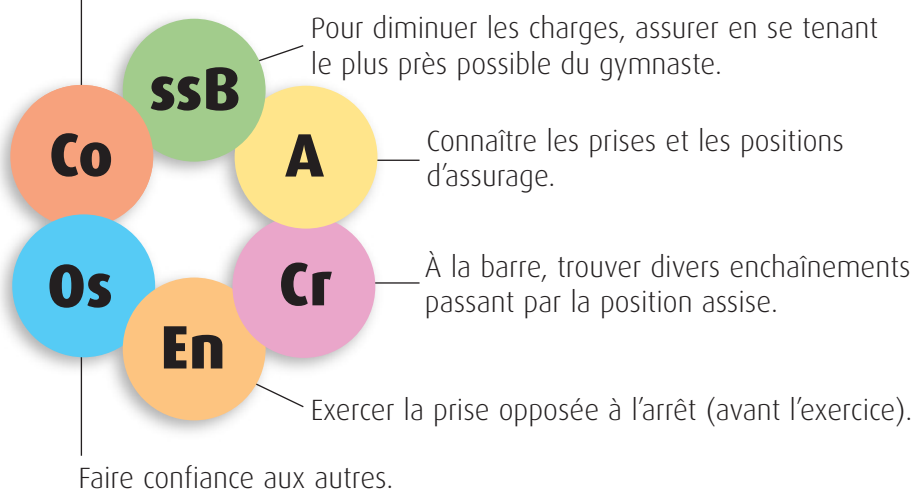 Pour diminuer les charges, assurer en se tenant
le plus près possible du gymnaste.
ssB
Co
A
Connaître les prises et les positions
d’assurage.
Os
Cr
À la barre, trouver divers enchaînements
passant par la position assise.
En
Exercer la prise opposée à l’arrêt (avant l’exercice).
Faire confiance aux autres.